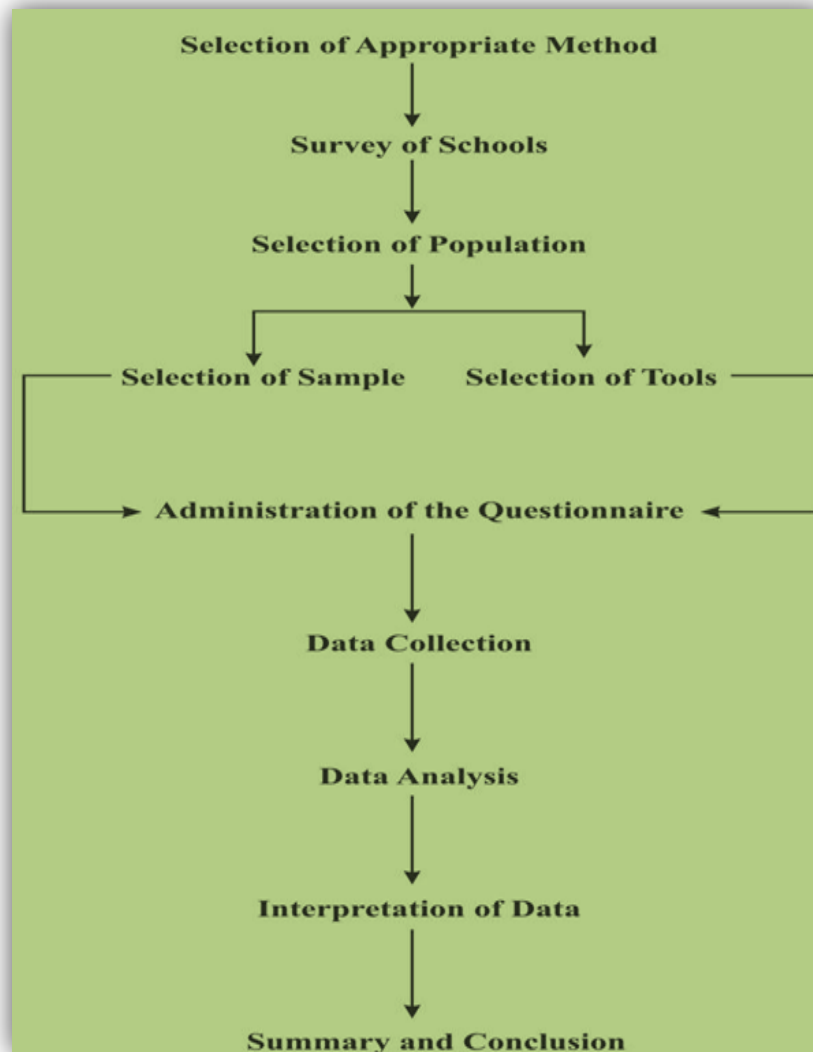 Selection of Appropriate Method
Survey of Schools
Selection of Population
Selection of Sample
Selection of Tools
Administration of the Questionnaire
Data Collection
Data Analysis
Interpretation of Data
Summary and Conclusion